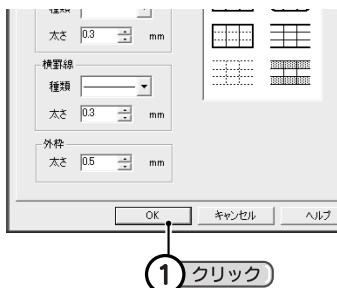 種類
太さ 0.3 mm
横罫線
種類
太さ 0.3 mm
外枠
太さ 0.5 mm
OK キャンセル ヘルプ
1 クリック